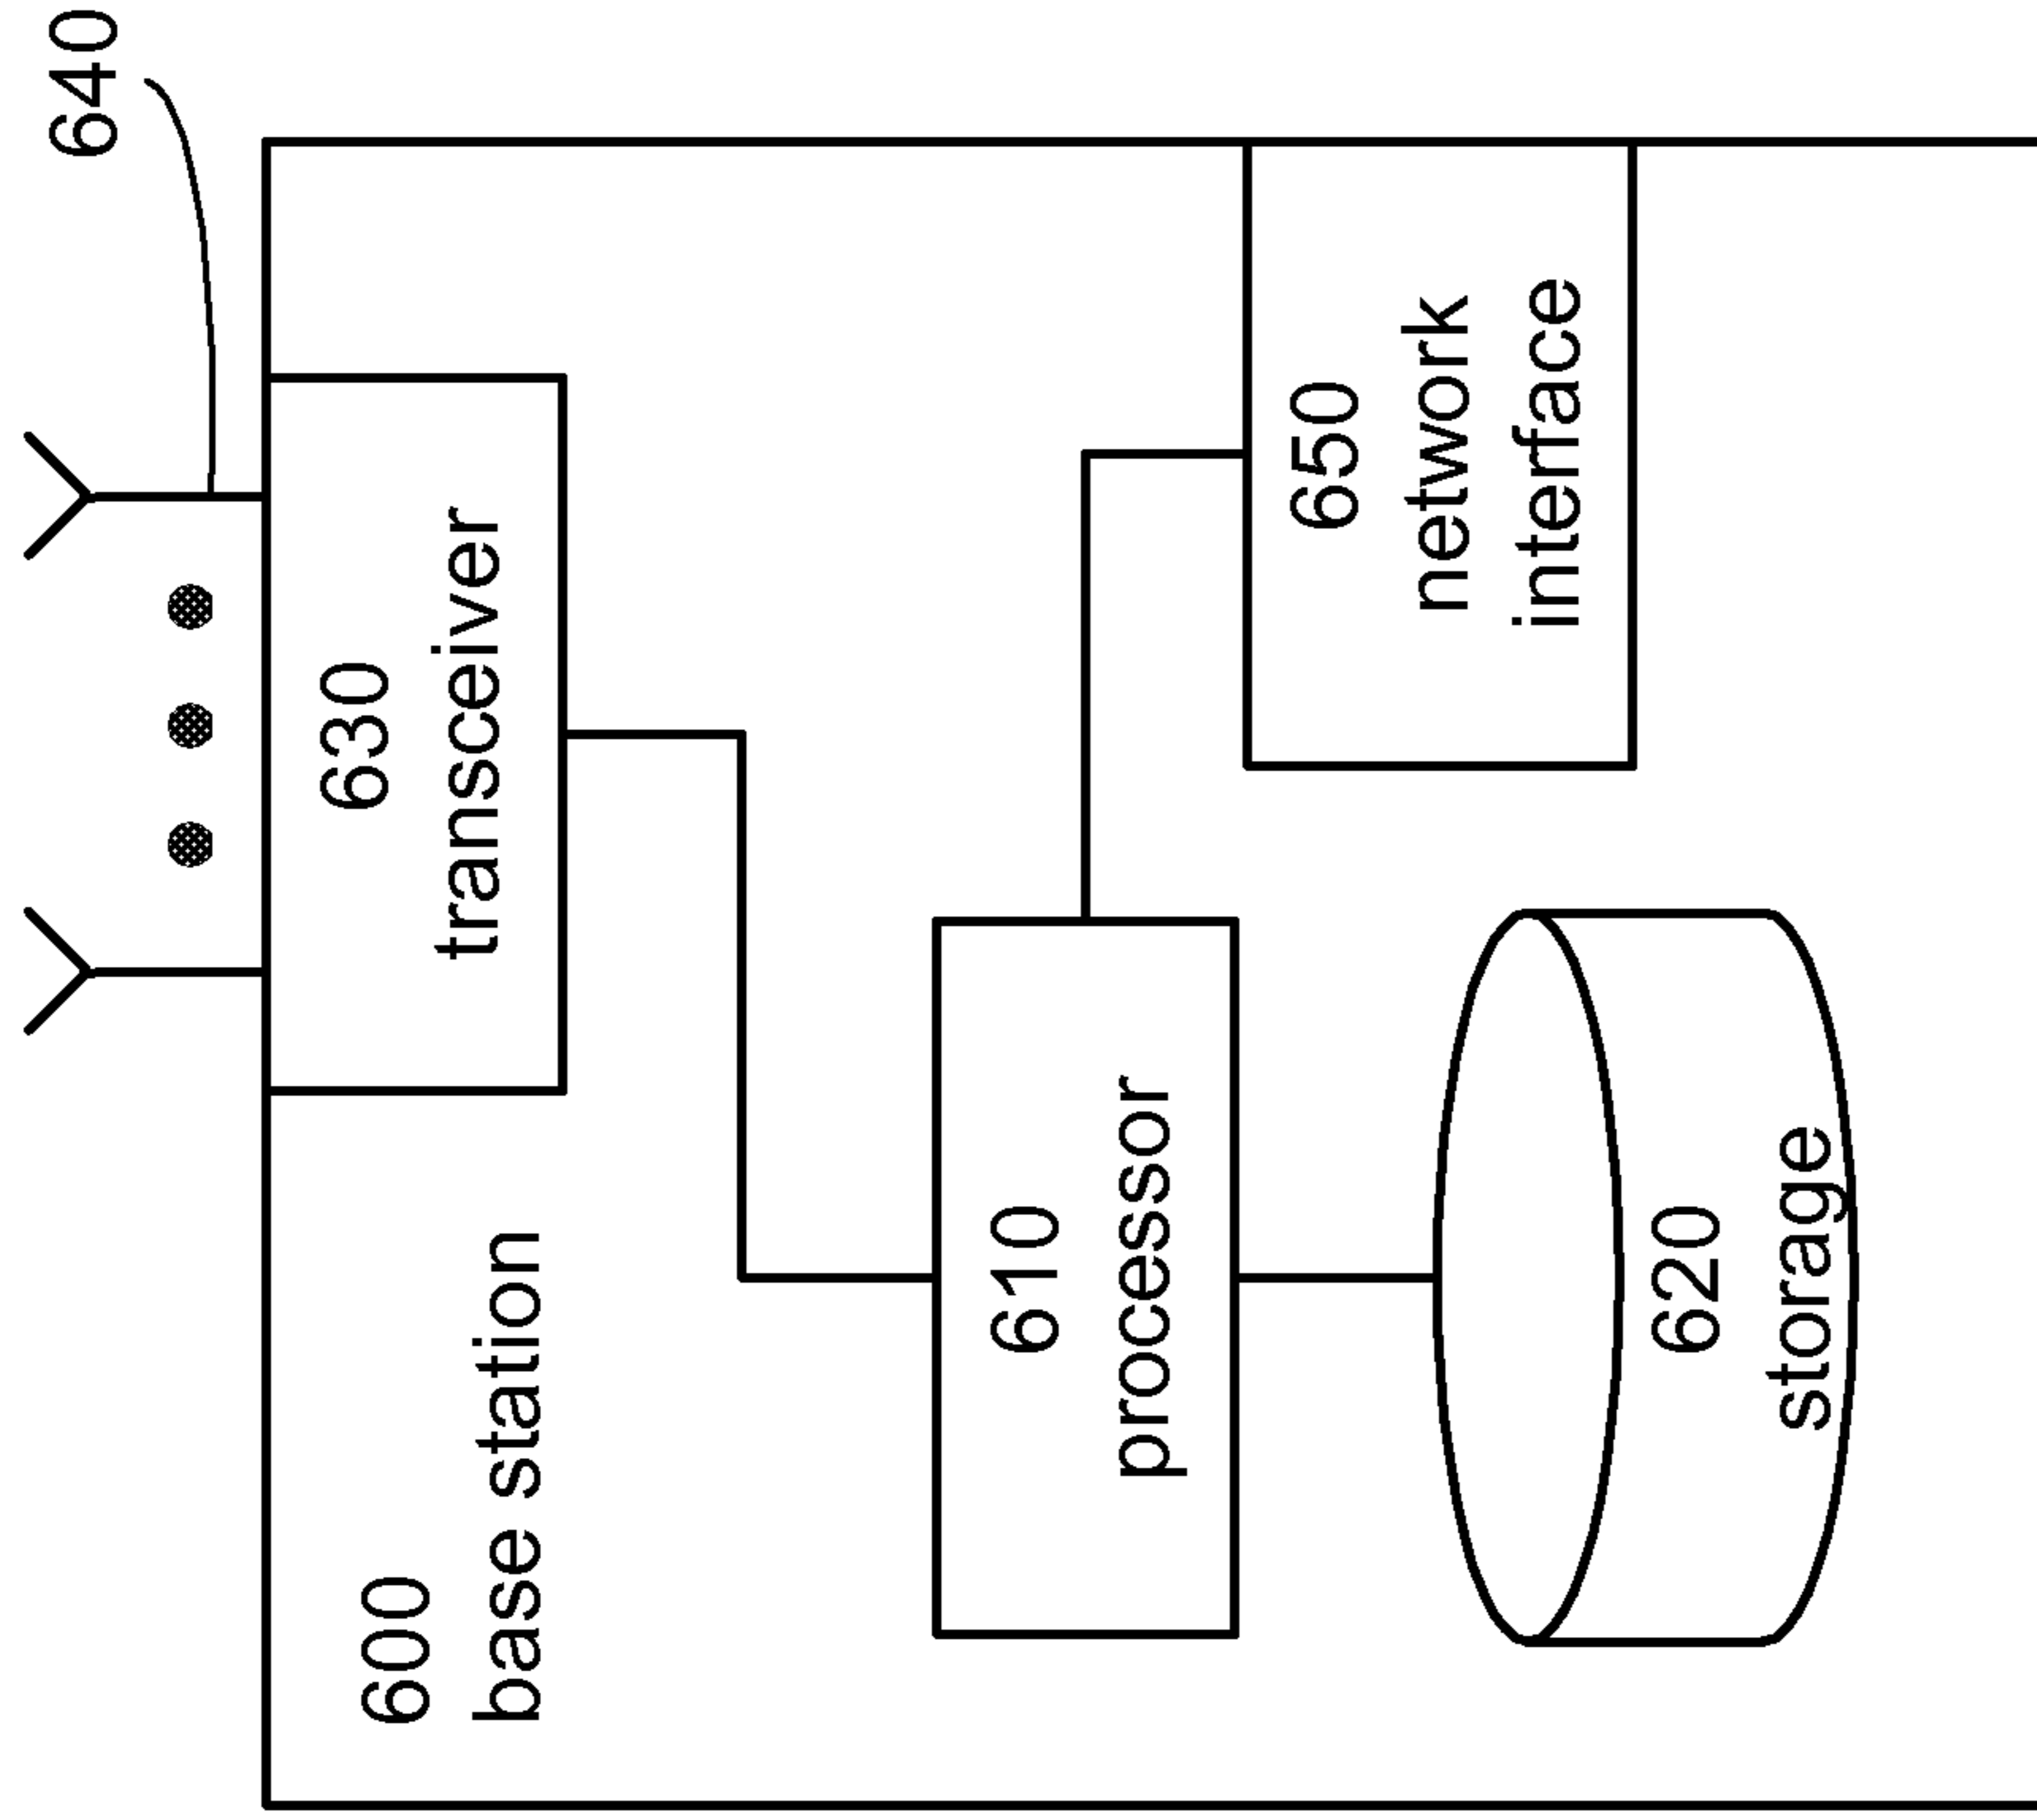 640
600
base station
630
transceiver
610
processor
650
network
interface
620
storage